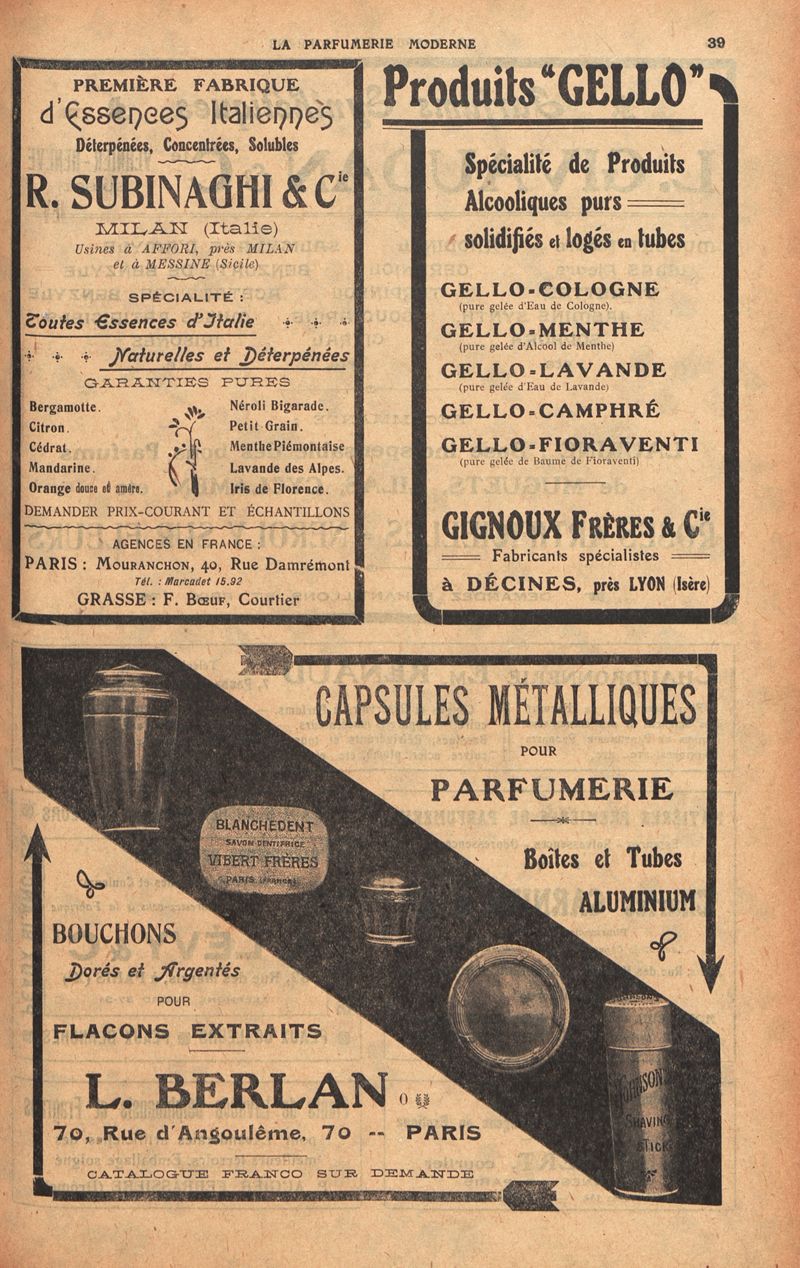 LA PARFUMERIE MODERNE
39
PREMIÈRE FABRIQUE
d'Essences Italiennes
Déterpénées, Concentrées, Solubles
R. SUBINAGHI & Cie
MILAN (Italie)
Usines à AFFORI, près MILAN
et à MESSINE (Sicile)
SPÉCIALITÉ :
Toutes Essences d'Italie
Naturelles et Déterpénées
GARANTIES PURES
Bergamotte.
Citron.
Cédrat.
Mandarine.
Orange douce et amère.
Néroli Bigarade.
Petit Grain.
Menthe Piémontaise
Lavande des Alpes.
Iris de Florence.
DEMANDER PRIX-COURANT ET ÉCHANTILLONS
AGENCES EN FRANCE :
PARIS : MOURANCHON, 40, Rue Damrémont
Tél. : Marcadet 15.92
GRASSE : F. BŒUF, Courtier
Produits "GELLO"
Spécialité de Produits
Alcooliques purs
solidifiés et logés en tubes
GELLO-COLOGNE
(pure gelée d'Eau de Cologne).
GELLO-MENTHE
(pure gelée d'Alcool de Menthe)
GELLO-LAVANDE
(pure gelée d'Eau de Lavande)
GELLO-CAMPHRÉ
GELLO-FIORAVENTI
(pure gelée de Baume de Fioraventi)
GIGNOUX FRÈRES & Cie
Fabricants spécialistes
à DÉCINES, près LYON (Isère)
CAPSULES MÉTALLIQUES
POUR
PARFUMERIE
Boîtes et Tubes
ALUMINIUM
BLANCHEDENT
SAVON DENTIFRICE
VIBERT FRÈRES
PARIS (FRANCE)
BOUCHONS
Dorés et Argentés
POUR
FLACONS EXTRAITS
L. BERLAN
70, Rue d'Angoulême, 70 -- PARIS
CATALOGUE FRANCO SUR DEMANDE
SHAVING
STICK